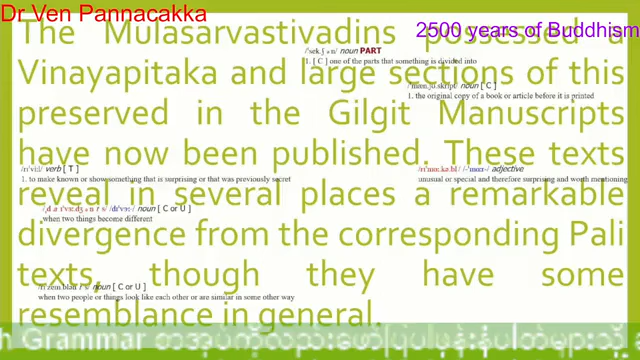 Dr Ven Pannacakka
2500 years of Buddhism
The Mulasarvastivadins possessed a
/ˈsek.ʃən/ noun PART
1. [ C ] one of the parts that something is divided into
Vinayapitaka and large sections of this
noun [ C ]
1. the original copy of a book or article before it is printed
preserved in the Gilgit Manuscripts
have now been published. These texts
/rɪˈviːl/ verb [ T ]
1. to make known or show something that is surprising or that was previously secret
adjective
unusual or special and therefore surprising and worth mentioning
reveal in several places a remarkable
noun [ C or U ]
when two things become different
divergence from the corresponding Pali
texts, though they have some
noun [ C or U ]
when two people or things look like each other or are similar in some other way
resemblance in general.
Grammar